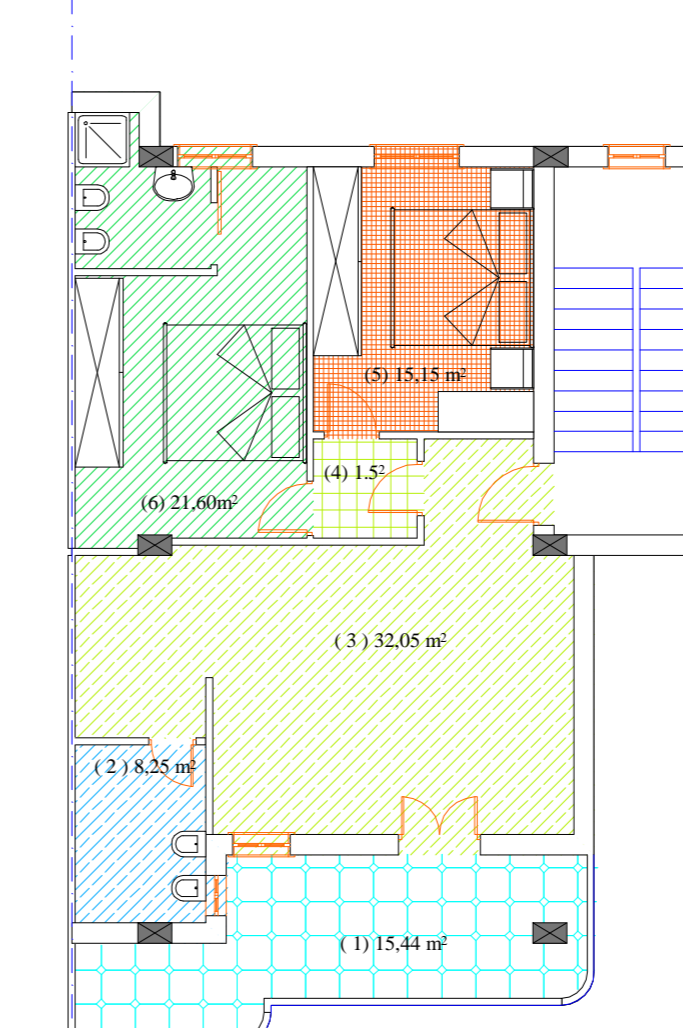 (5) 15,15 m²
(4) 1.5²
(6) 21,60m²
( 3 ) 32,05 m²
( 2 ) 8,25 m²
( 1) 15,44 m²